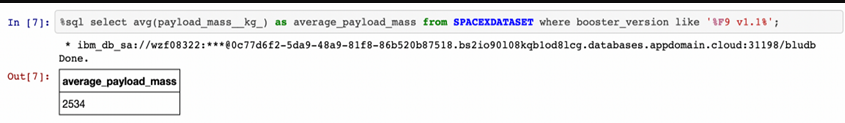 In [7]: %sql select avg(payload_mass__kg_) as average_payload_mass from SPACEXDATASET where booster_version like '%F9 v1.1%';
* ibm_db_sa://wzf08322:***@0c77d6f2-5da9-48a9-81f8-86b520b87518.bs2io90l08kqb1od8lcg.databases.appdomain.cloud:31198/bludb
Done.
Out[7]: average_payload_mass
2534